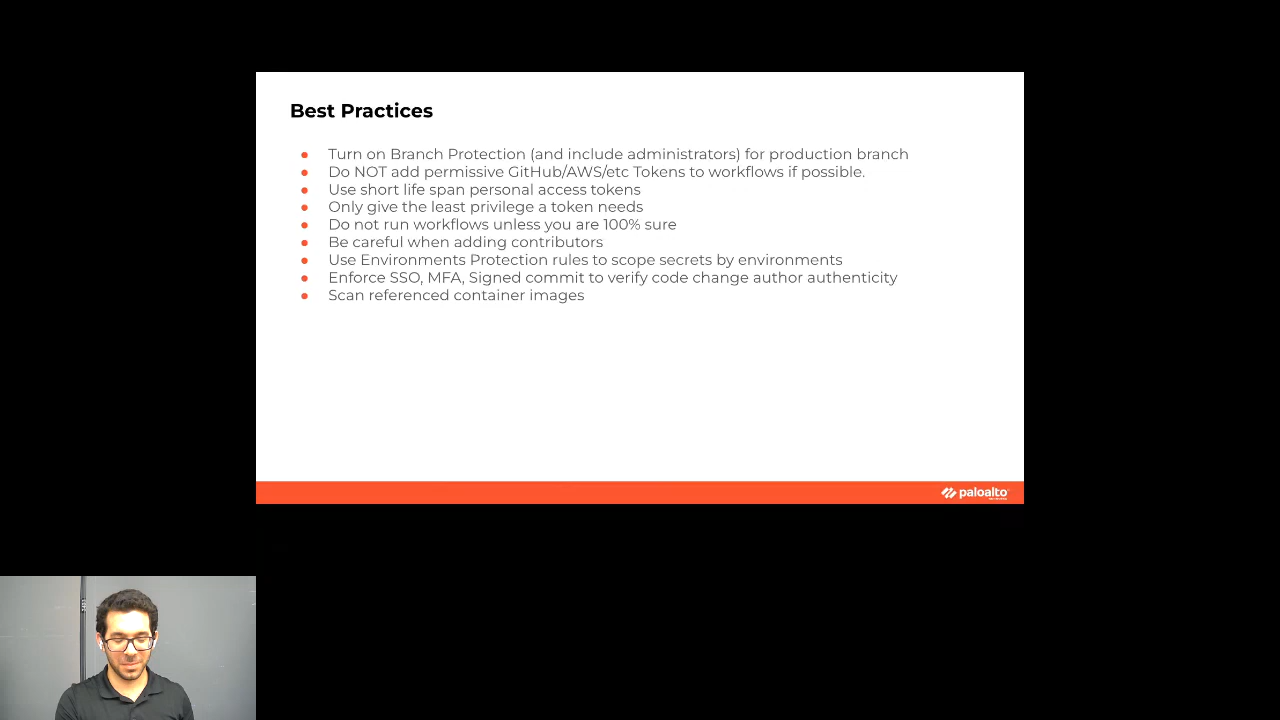 Best Practices
Turn on Branch Protection (and include administrators) for production branch
Do NOT add permissive GitHub/AWS/etc Tokens to workflows if possible.
Use short life span personal access tokens
Only give the least privilege a token needs
Do not run workflows unless you are 100% sure
Be careful when adding contributors
Use Environments Protection rules to scope secrets by environments
Enforce SSO, MFA, Signed commit to verify code change author authenticity
Scan referenced container images
paloalto